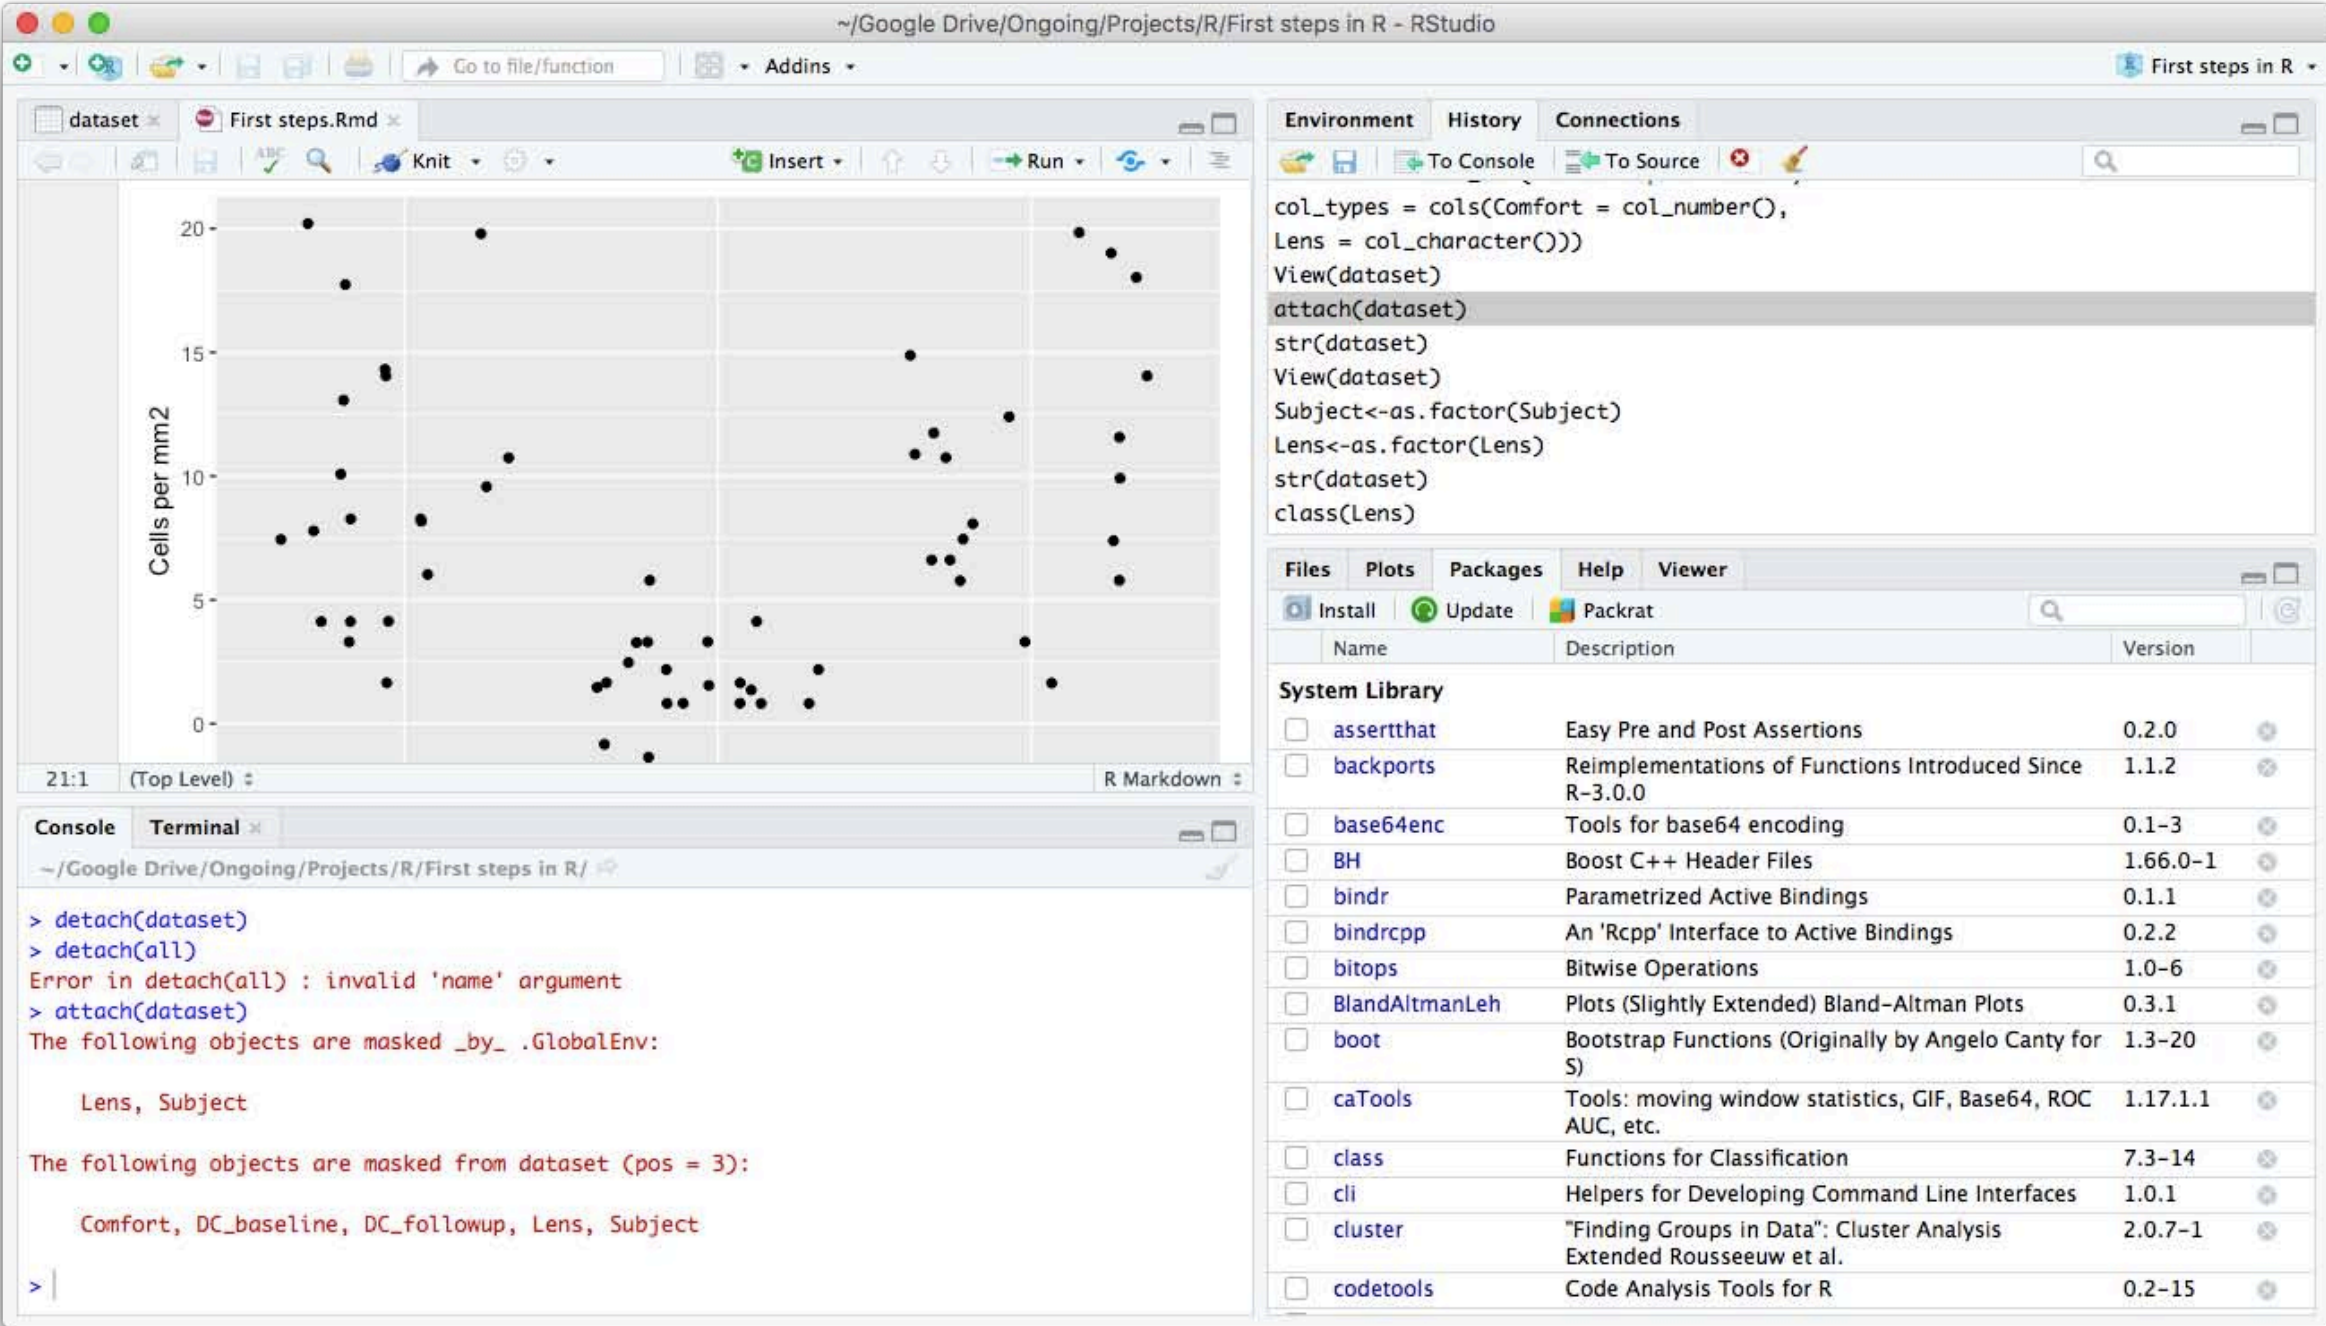 ~/Google Drive/Ongoing/Projects/R/First steps in R - RStudio
Go to file/function
Addins
First steps in R
dataset
First steps.Rmd
ABC
Knit
Insert
Run
20
15
10
5
0
Cells per mm2
21:1
(Top Level)
R Markdown
Console
Terminal
~/Google Drive/Ongoing/Projects/R/First steps in R/
> detach(dataset)
> detach(all)
Error in detach(all) : invalid 'name' argument
> attach(dataset)
The following objects are masked _by_ .GlobalEnv:
Lens, Subject
The following objects are masked from dataset (pos = 3):
Comfort, DC_baseline, DC_followup, Lens, Subject
>
Environment
History
Connections
To Console
To Source
col_types = cols(Comfort = col_number(),
Lens = col_character()))
View(dataset)
attach(dataset)
str(dataset)
View(dataset)
Subject<-as.factor(Subject)
Lens<-as.factor(Lens)
str(dataset)
class(Lens)
Files
Plots
Packages
Help
Viewer
Install
Update
Packrat
Name Description Version
System Library
assertthat Easy Pre and Post Assertions 0.2.0
backports Reimplementations of Functions Introduced Since 1.1.2
R-3.0.0
base64enc Tools for base64 encoding 0.1-3
BH Boost C++ Header Files 1.66.0-1
bindr Parametrized Active Bindings 0.1.1
bindrcpp An 'Rcpp' Interface to Active Bindings 0.2.2
bitops Bitwise Operations 1.0-6
BlandAltmanLeh Plots (Slightly Extended) Bland-Altman Plots 0.3.1
boot Bootstrap Functions (Originally by Angelo Canty for 1.3-20
S)
caTools Tools: moving window statistics, GIF, Base64, ROC 1.17.1.1
AUC, etc.
class Functions for Classification 7.3-14
cli Helpers for Developing Command Line Interfaces 1.0.1
cluster "Finding Groups in Data": Cluster Analysis 2.0.7-1
Extended Rousseeuw et al.
codetools Code Analysis Tools for R 0.2-15